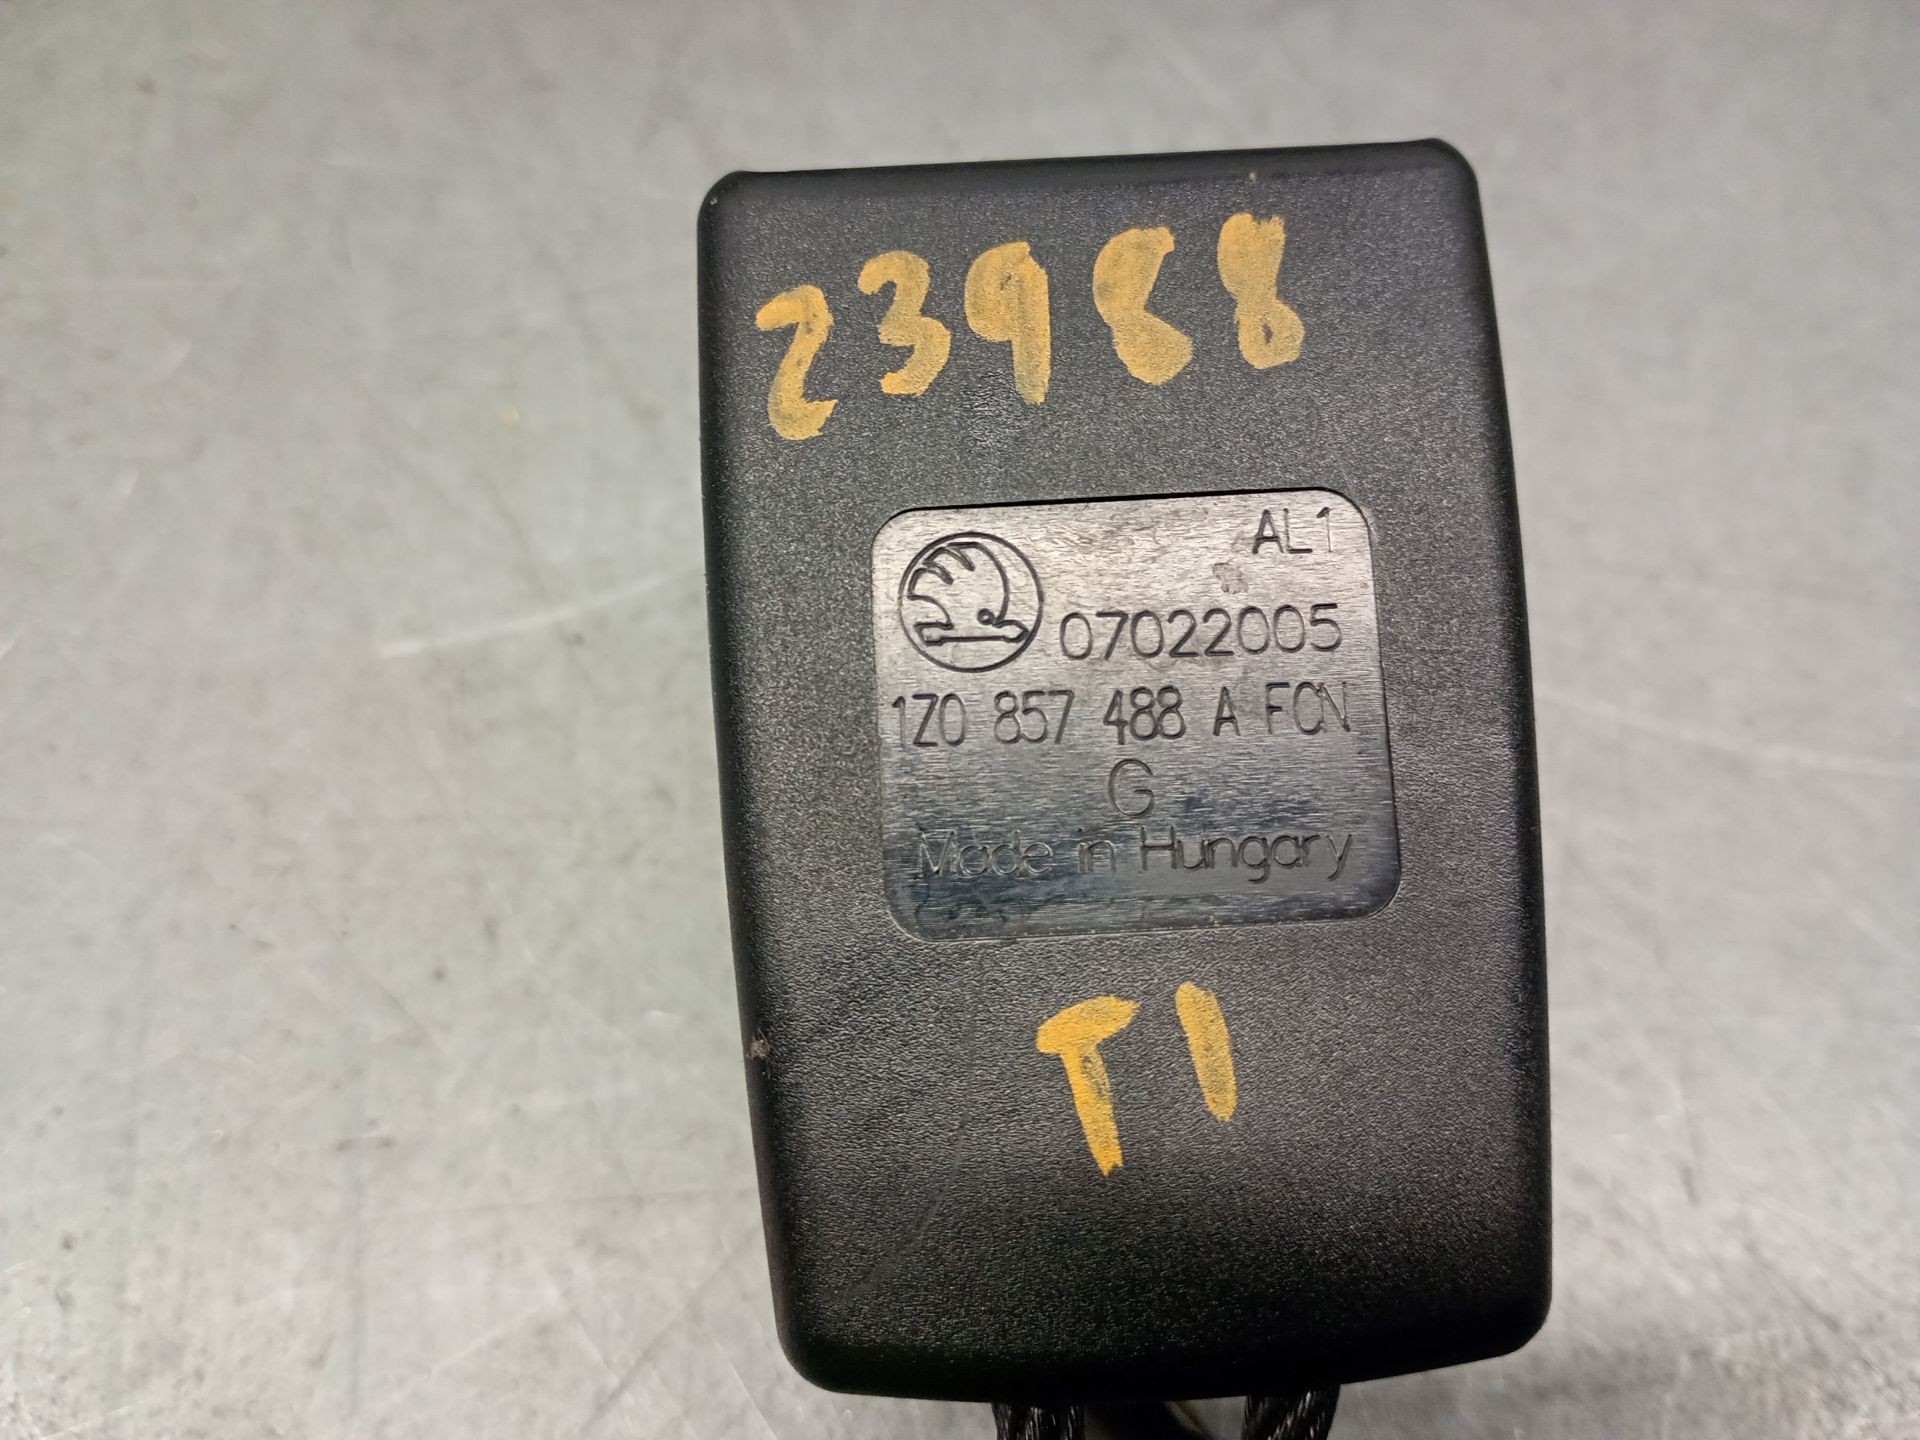 23988
AL1
07022005
1Z0 857 488 A FCN
G
Made in Hungary
T1